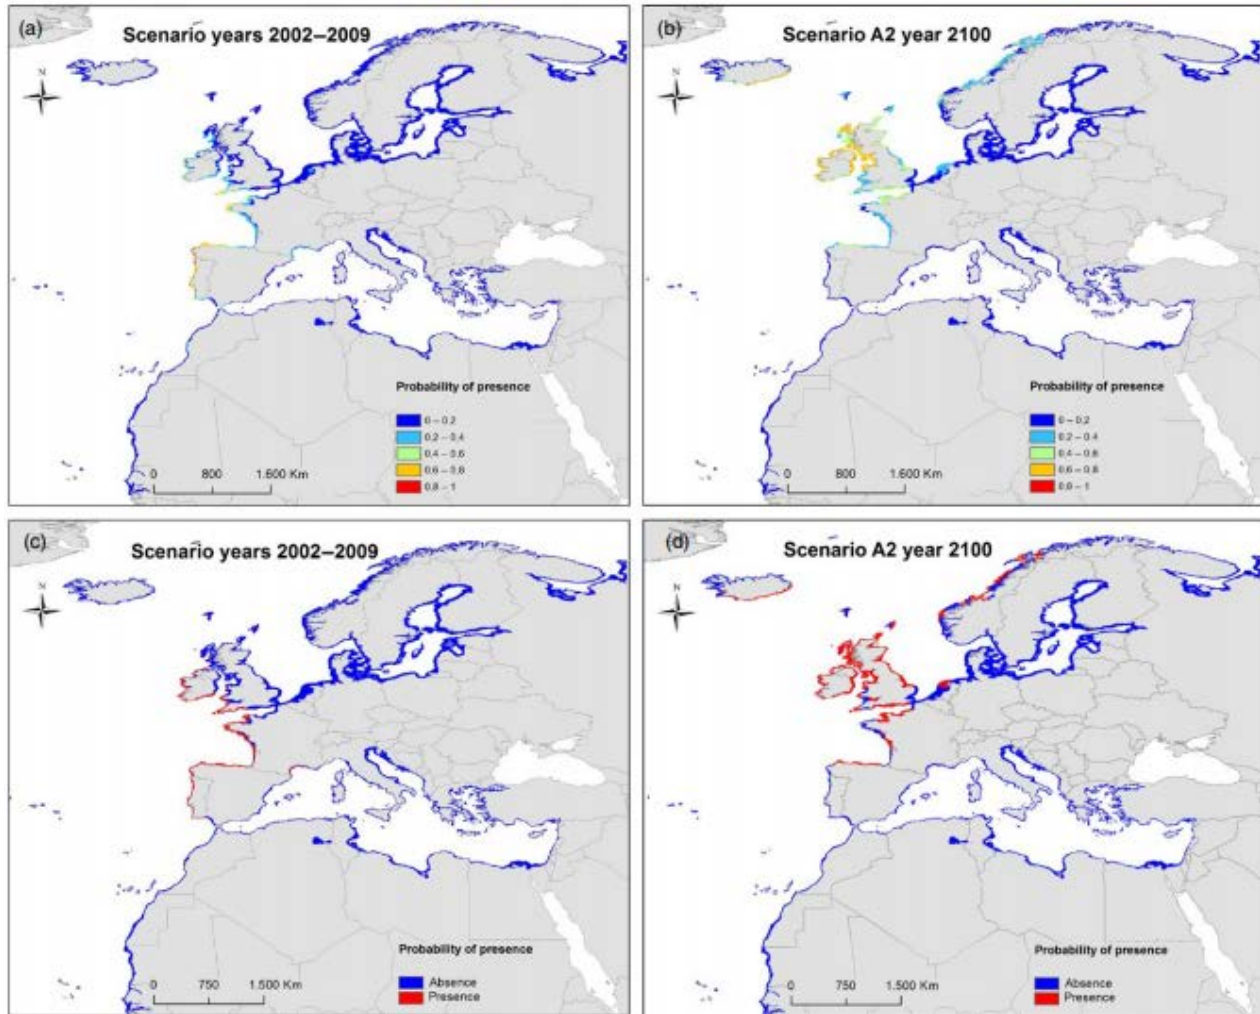 (a)
Scenario years 2002–2009
N
Probability of presence
0 – 0.2
0.2 – 0.4
0.4 – 0.6
0.6 – 0.8
0.8 – 1
0 800 1.600 Km
(b)
Scenario A2 year 2100
N
Probability of presence
0 – 0.2
0.2 – 0.4
0.4 – 0.6
0.6 – 0.8
0.8 – 1
0 800 1.600 Km
(c)
Scenario years 2002–2009
N
Probability of presence
Absence
Presence
0 750 1.500 Km
(d)
Scenario A2 year 2100
N
Probability of presence
Absence
Presence
0 750 1.500 Km